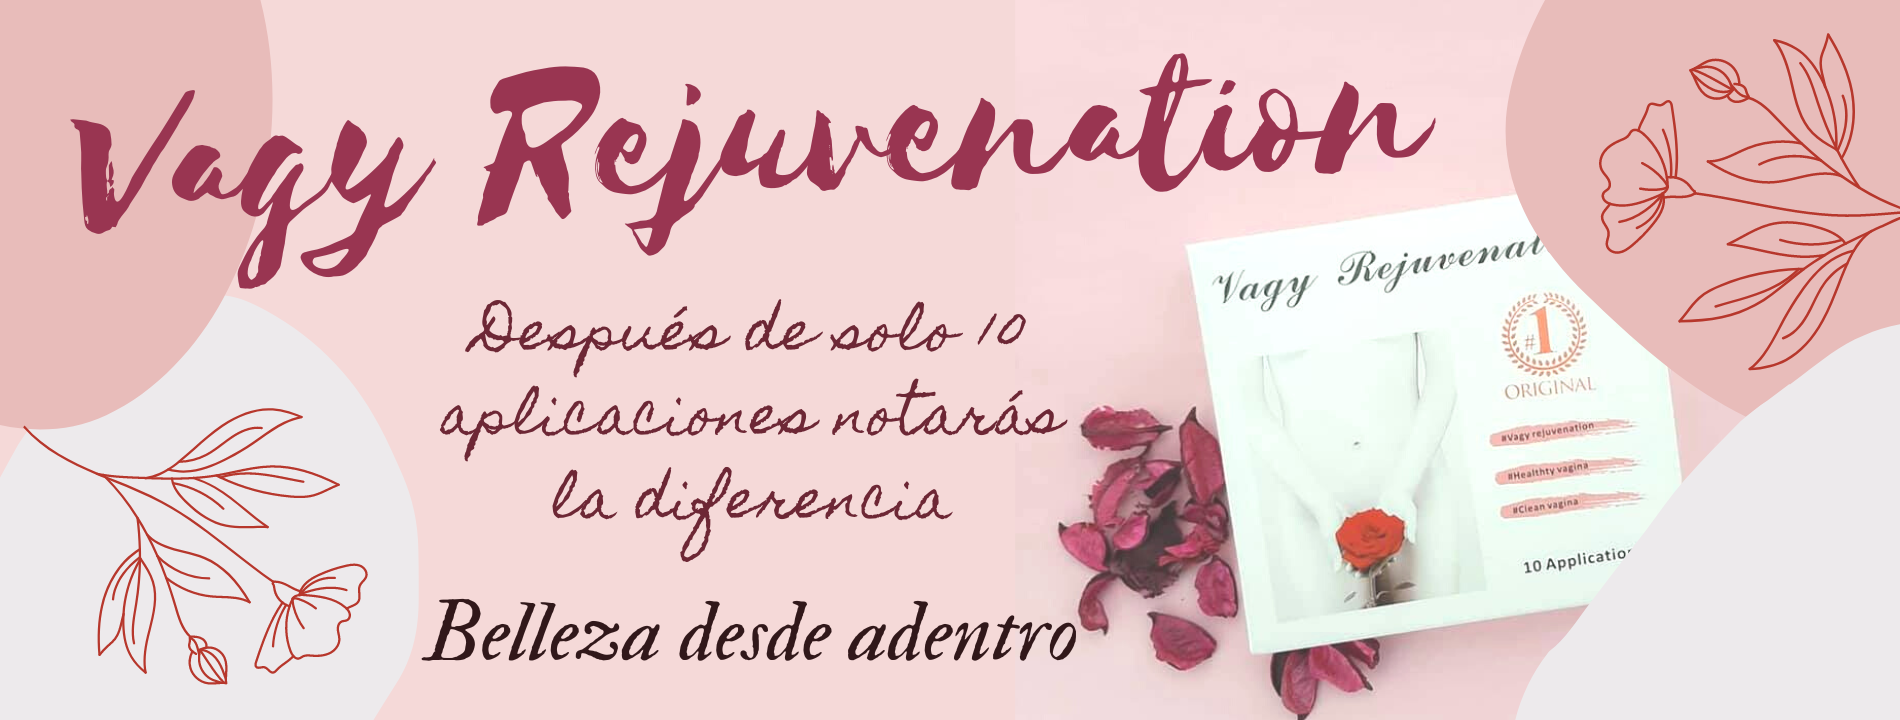 Vagy Rejuvenation
Después de solo 10
aplicaciones notarás
la diferencia
Belleza desde adentro
Vagy Rejuvenat
#1
ORIGINAL
#Vagy rejuvenation
#Healthty vagina
#Clean vagina
10 Application